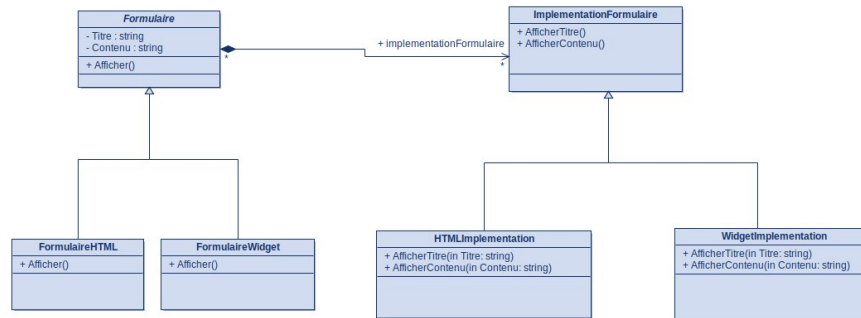 Formulaire
- Titre : string
- Contenu : string
+ Afficher()
*
+ implementationFormulaire
*
ImplementationFormulaire
+ AfficherTitre()
+ AfficherContenu()
FormulaireHTML
+ Afficher()
FormulaireWidget
+ Afficher()
HTMLImplementation
+ AfficherTitre(in Titre: string)
+ AfficherContenu(in Contenu: string)
WidgetImplementation
+ AfficherTitre(in Titre: string)
+ AfficherContenu(in Contenu: string)